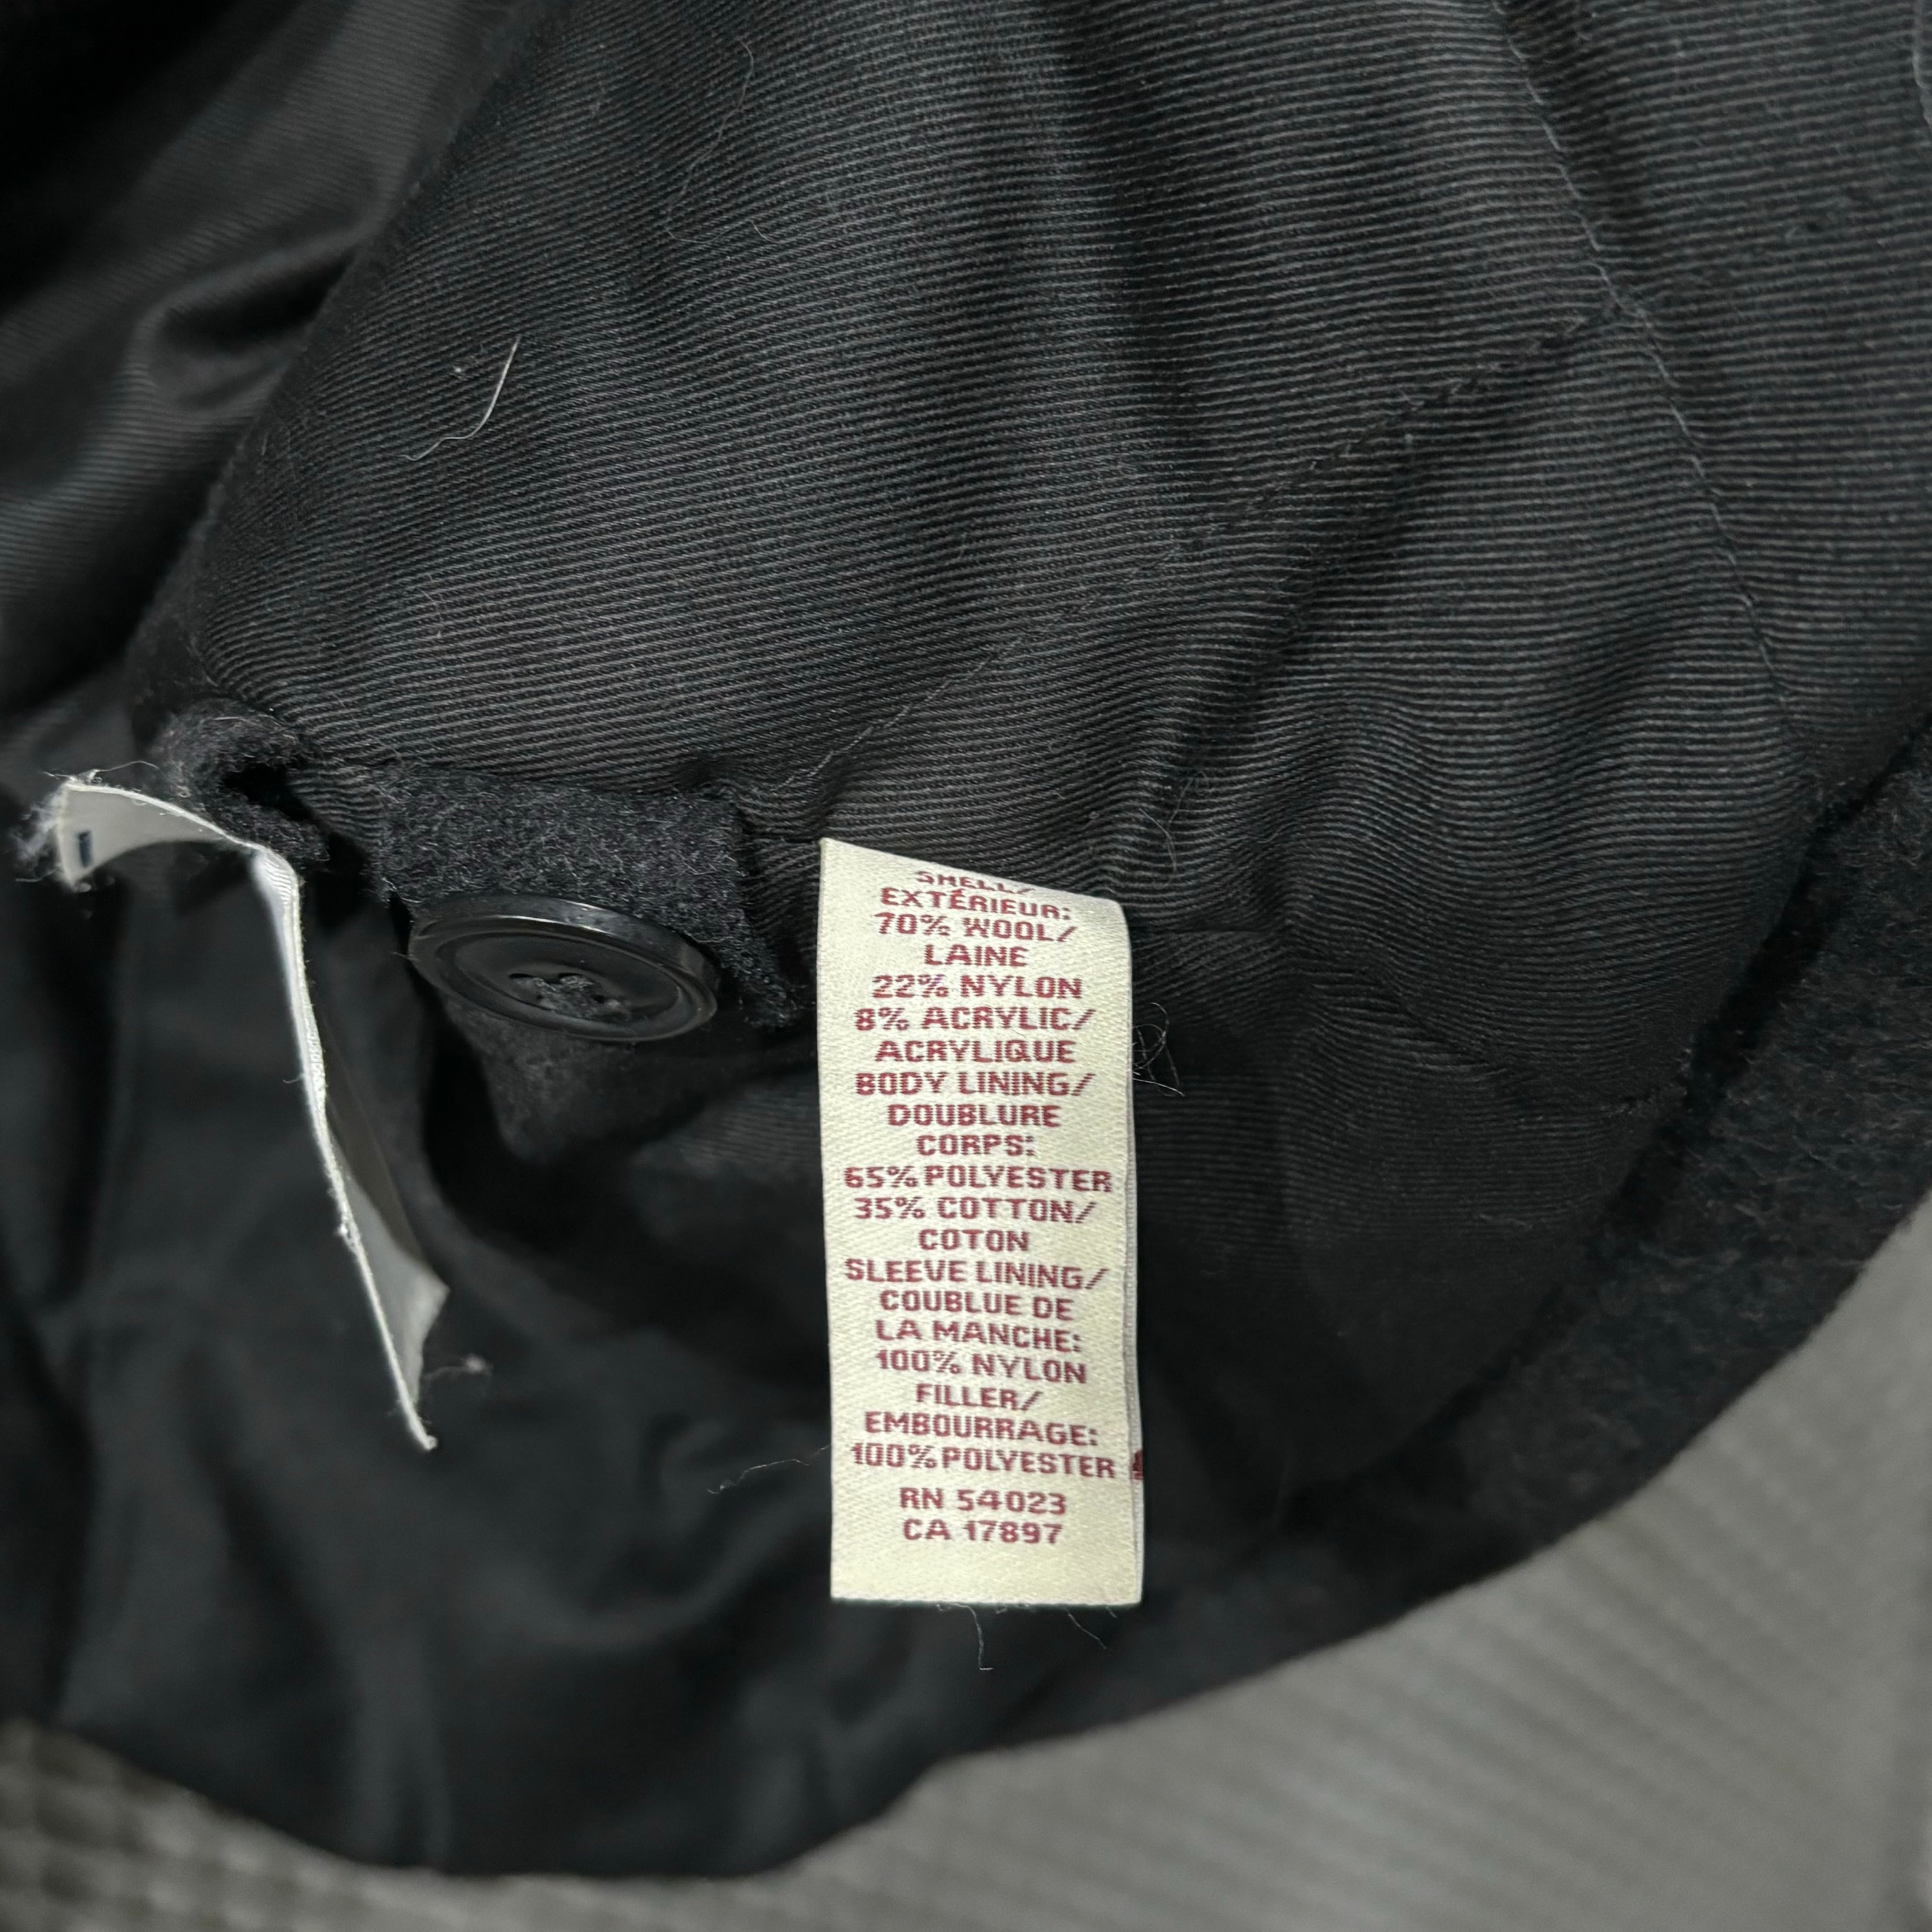 SHELL/
EXTÉRIEUR:
70% WOOL/
LAINE
22% NYLON
8% ACRYLIC/
ACRYLIQUE
BODY LINING/
DOUBLURE
CORPS:
65% POLYESTER
35% COTTON/
COTON
SLEEVE LINING/
COUBLUE DE
LA MANCHE:
100% NYLON
FILLER/
EMBOURRAGE:
100% POLYESTER
RN 54023
CA 17897